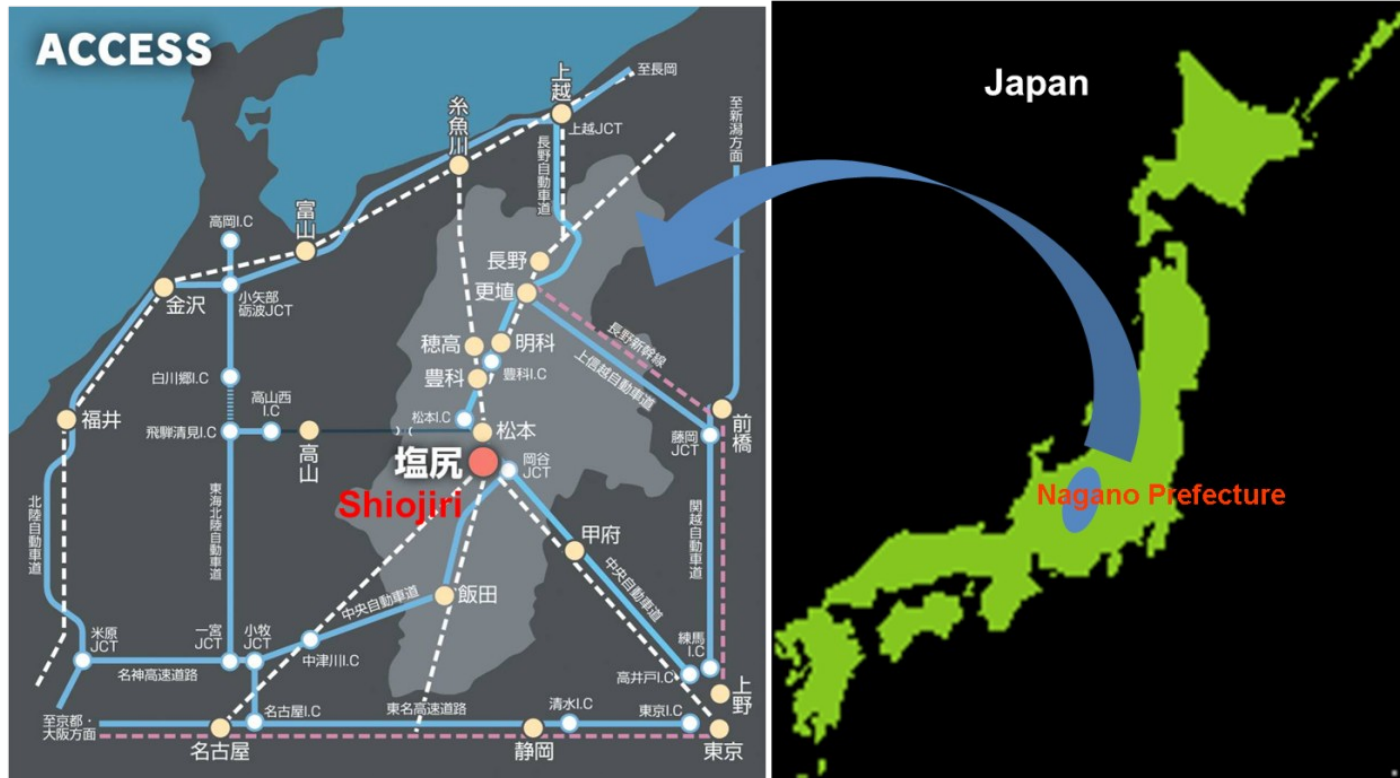 ACCESS
至長岡
上越
上越JCT
糸魚川
長野自動車道
至新潟方面
高岡I.C
富山
金沢
小矢部
砺波JCT
長野
更埴
長野新幹線
上信越自動車道
穂高
明科
豊科
豊科I.C
白川郷I.C
高山西
I.C
松本I.C
福井
飛騨清見I.C
高山
松本
前橋
藤岡
JCT
塩尻
岡谷
JCT
Shiojiri
北陸自動車道
東海北陸自動車道
関越自動車道
甲府
中央自動車道
飯田
中央自動車道
米原
JCT
一宮
JCT
小牧
JCT
中津川I.C
練馬
I.C
高井戸I.C
名神高速道路
上野
至京都・
大阪方面
名古屋I.C
東名高速道路
清水I.C
東京I.C
名古屋
静岡
東京
Japan
Nagano Prefecture